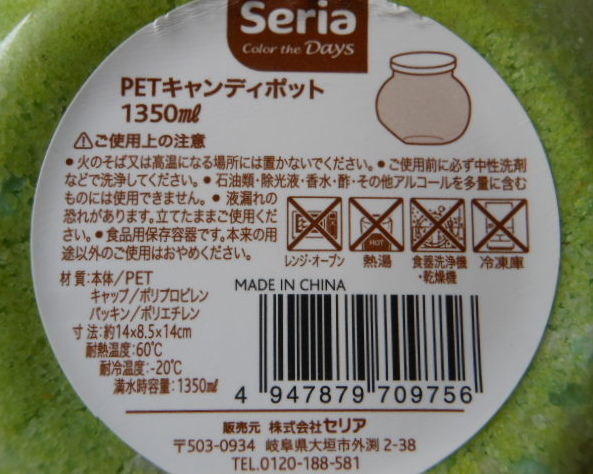 Seria
Color the Days
PETキャンディポット
1350ml
⚠ご使用上の注意
●火のそば又は高温になる場所には置かないでください。●ご使用前に必ず中性洗剤
などで洗浄してください。●石油類・除光液・香水・酢・その他アルコールを多量に含む
ものには使用できません。●液漏れの
恐れがあります。立てたままご使用くだ
さい。●食品用保存容器です。本来の用
途以外のご使用はおやめください。
HOT
レンジ・オーブン 熱湯 食器洗浄機 冷凍庫
・乾燥機
材質:本体/PET
キャップ/ポリプロピレン
パッキン/ポリエチレン
寸法:約14×8.5×14cm
耐熱温度:60℃
耐冷温度:-20℃
満水時容量:1350ml
MADE IN CHINA
4 947879 709756
販売元 株式会社セリア
〒503-0934 岐阜県大垣市外渕 2-38
TEL.0120-188-581